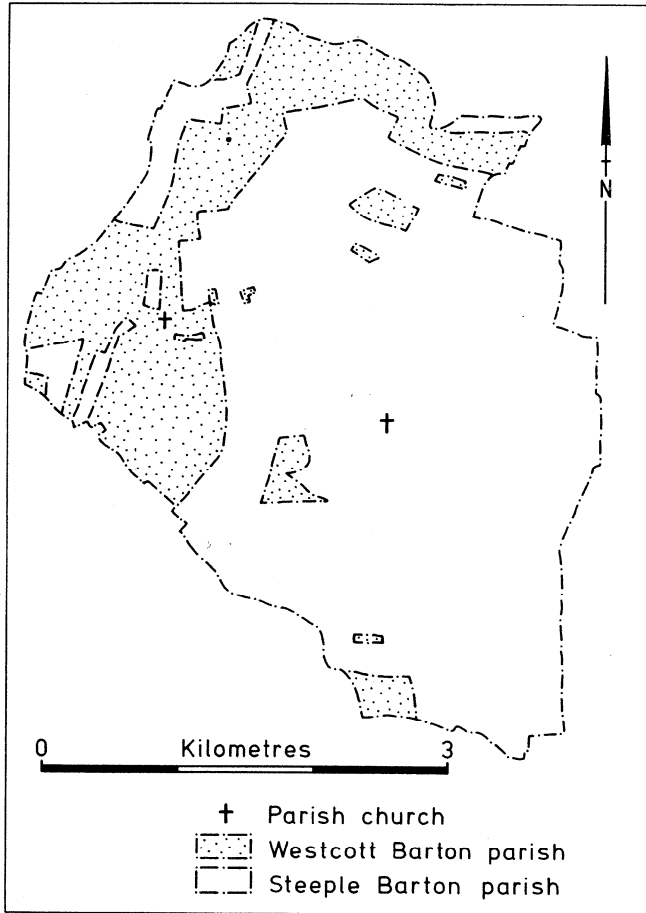 N
0 Kilometres 3
Parish church
Westcott Barton parish
Steeple Barton parish